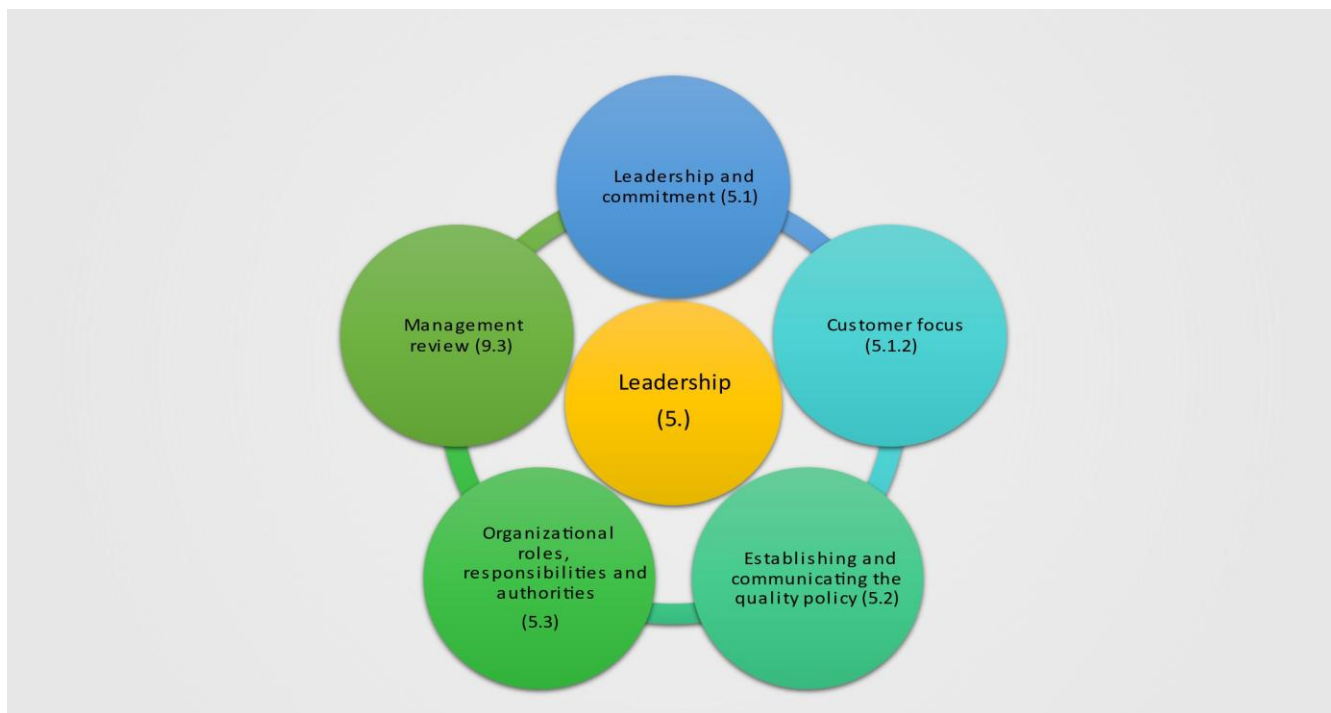 Leadership and
commitment (5.1)
Customer focus
(5.1.2)
Establishing and
communicating the
quality policy (5.2)
Organizational
roles,
responsibilities and
authorities
(5.3)
Management
review (9.3)
Leadership
(5.)